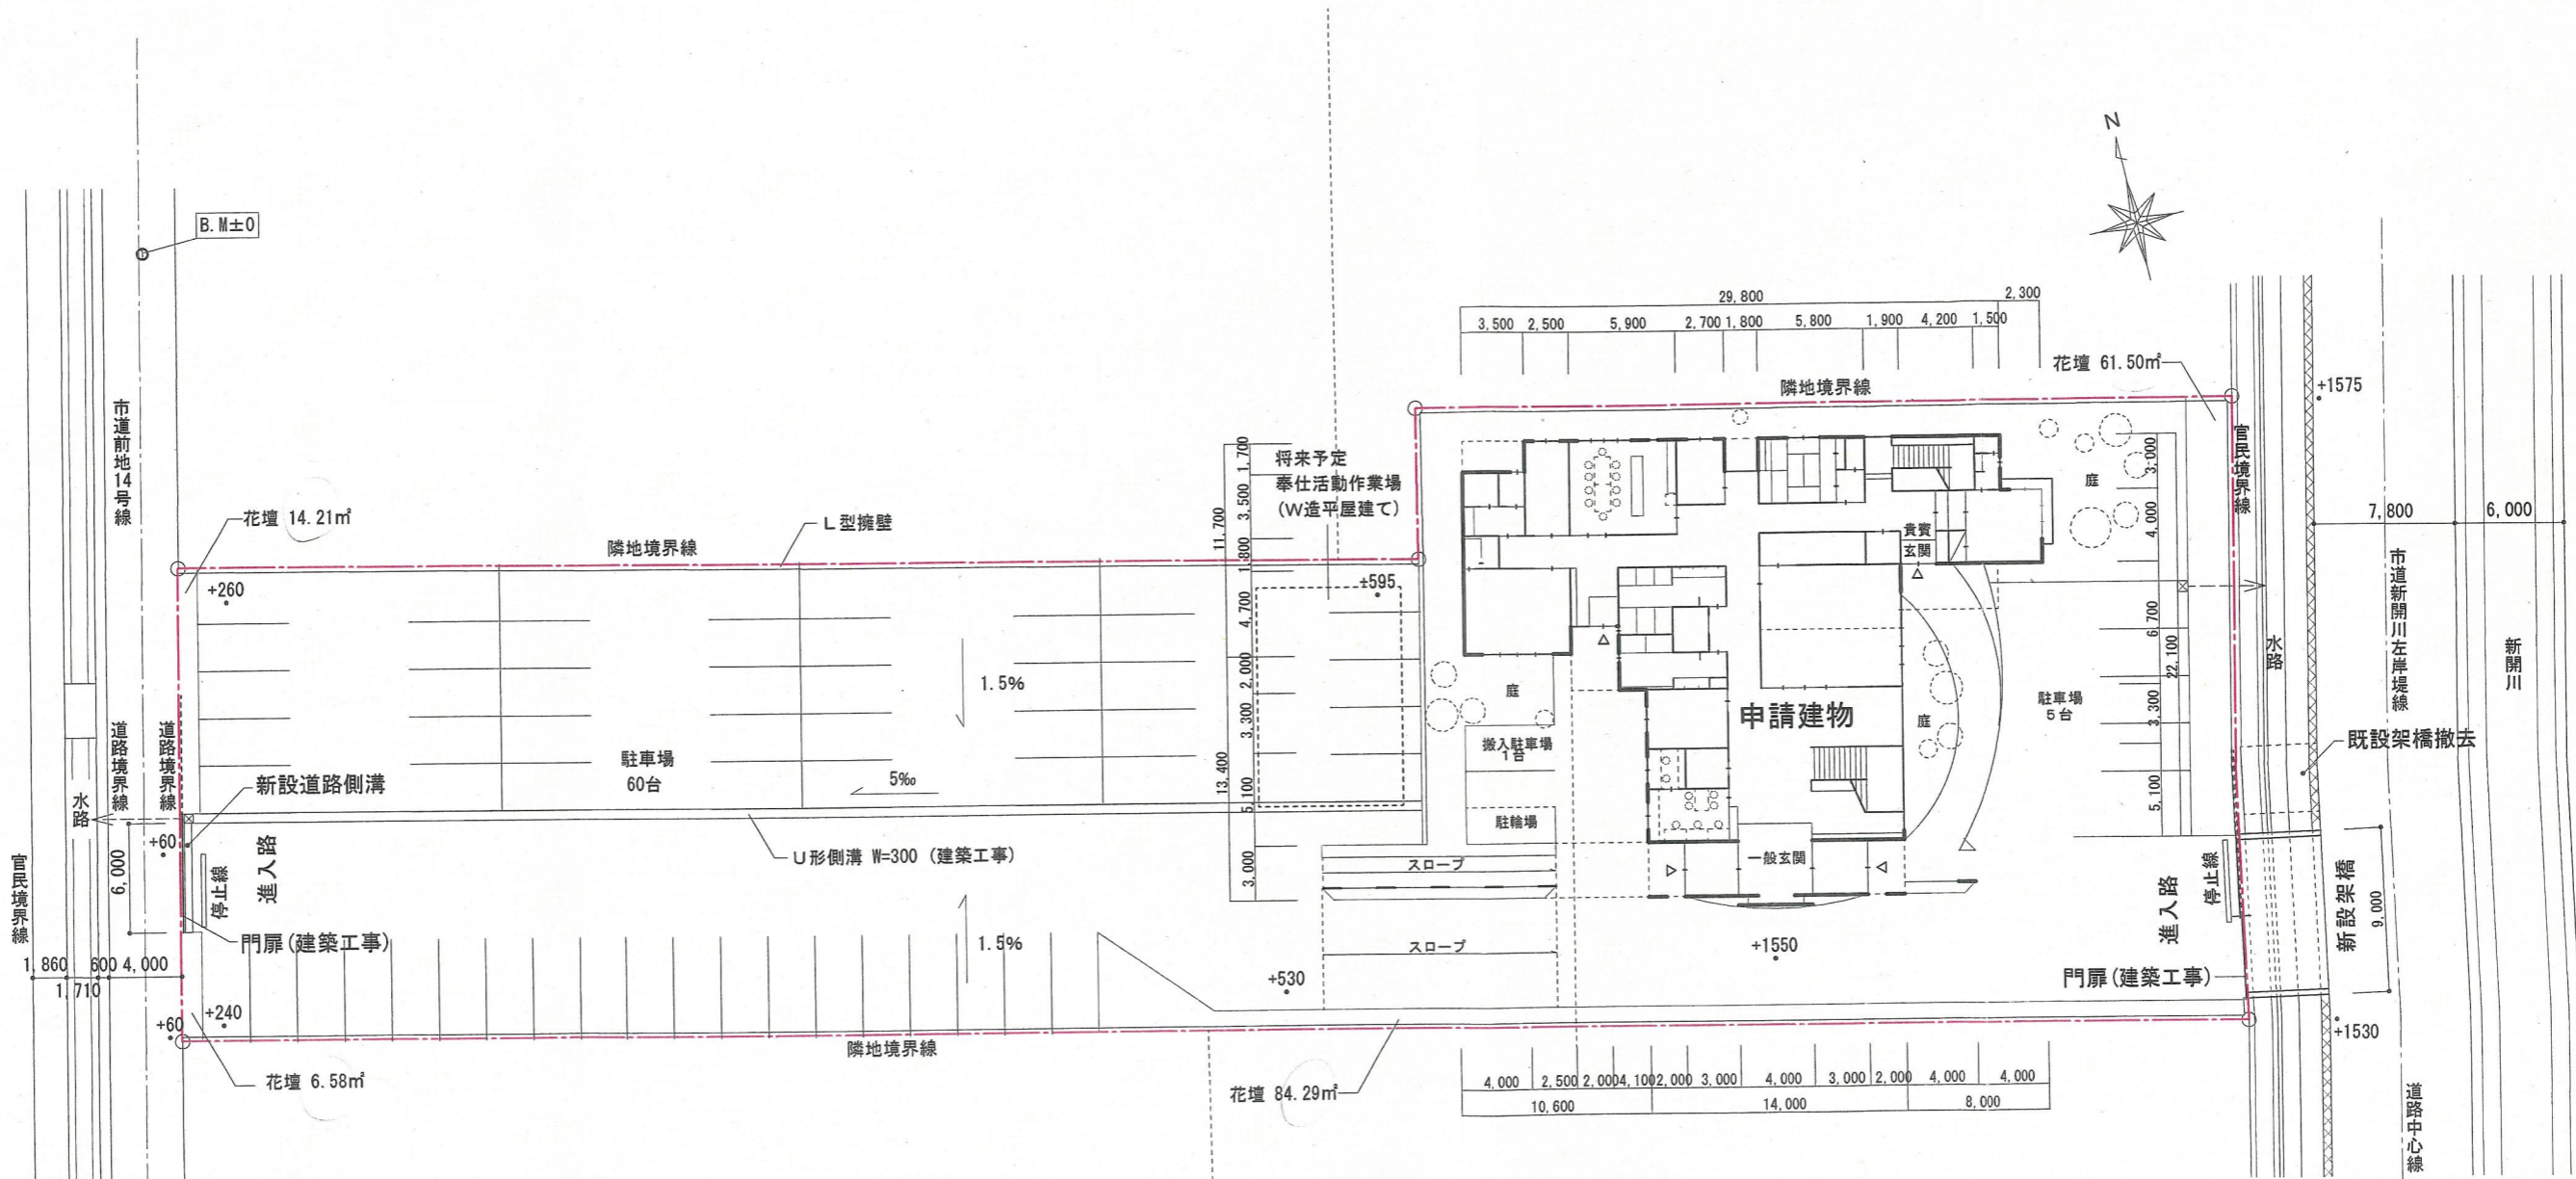 N
B.M±0
29,800
2,300
3,500 2,500 5,900 2,700 1,800 5,800 1,900 4,200 1,500
花壇 61.50㎡
+1575
隣地境界線
官民境界線
市道前地14号線
花壇 14.21㎡
隣地境界線
L型擁壁
将来予定
奉仕活動作業場
(W造平屋建て)
1,700
3,500
1,800
4,700
2,000
3,300
5,100
3,000
11,700
13,400
+260
+595
1.5%
5‰
駐車場
60台
貴賓
玄関
庭
庭
庭
申請建物
搬入駐車場
1台
駐輪場
一般玄関
スロープ
スロープ
駐車場
5台
3,000
4,000
6,700
3,300
5,100
22,100
7,800
6,000
水路
市道新開川左岸堤線
新開川
既設架橋撤去
道路境界線
道路境界線
水路
新設道路側溝
+60
6,000
進入路
停止線
官民境界線
門扉(建築工事)
U形側溝 W=300 (建築工事)
1,860
1,710
600
4,000
1.5%
+530
+1550
進入路
停止線
新設架橋
9,000
門扉(建築工事)
+1530
+60
+240
隣地境界線
花壇 6.58㎡
花壇 84.29㎡
4,000 2,500 2,000 4,100 2,000 3,000 4,000 3,000 2,000 4,000 4,000
10,600 14,000 8,000
道路中心線